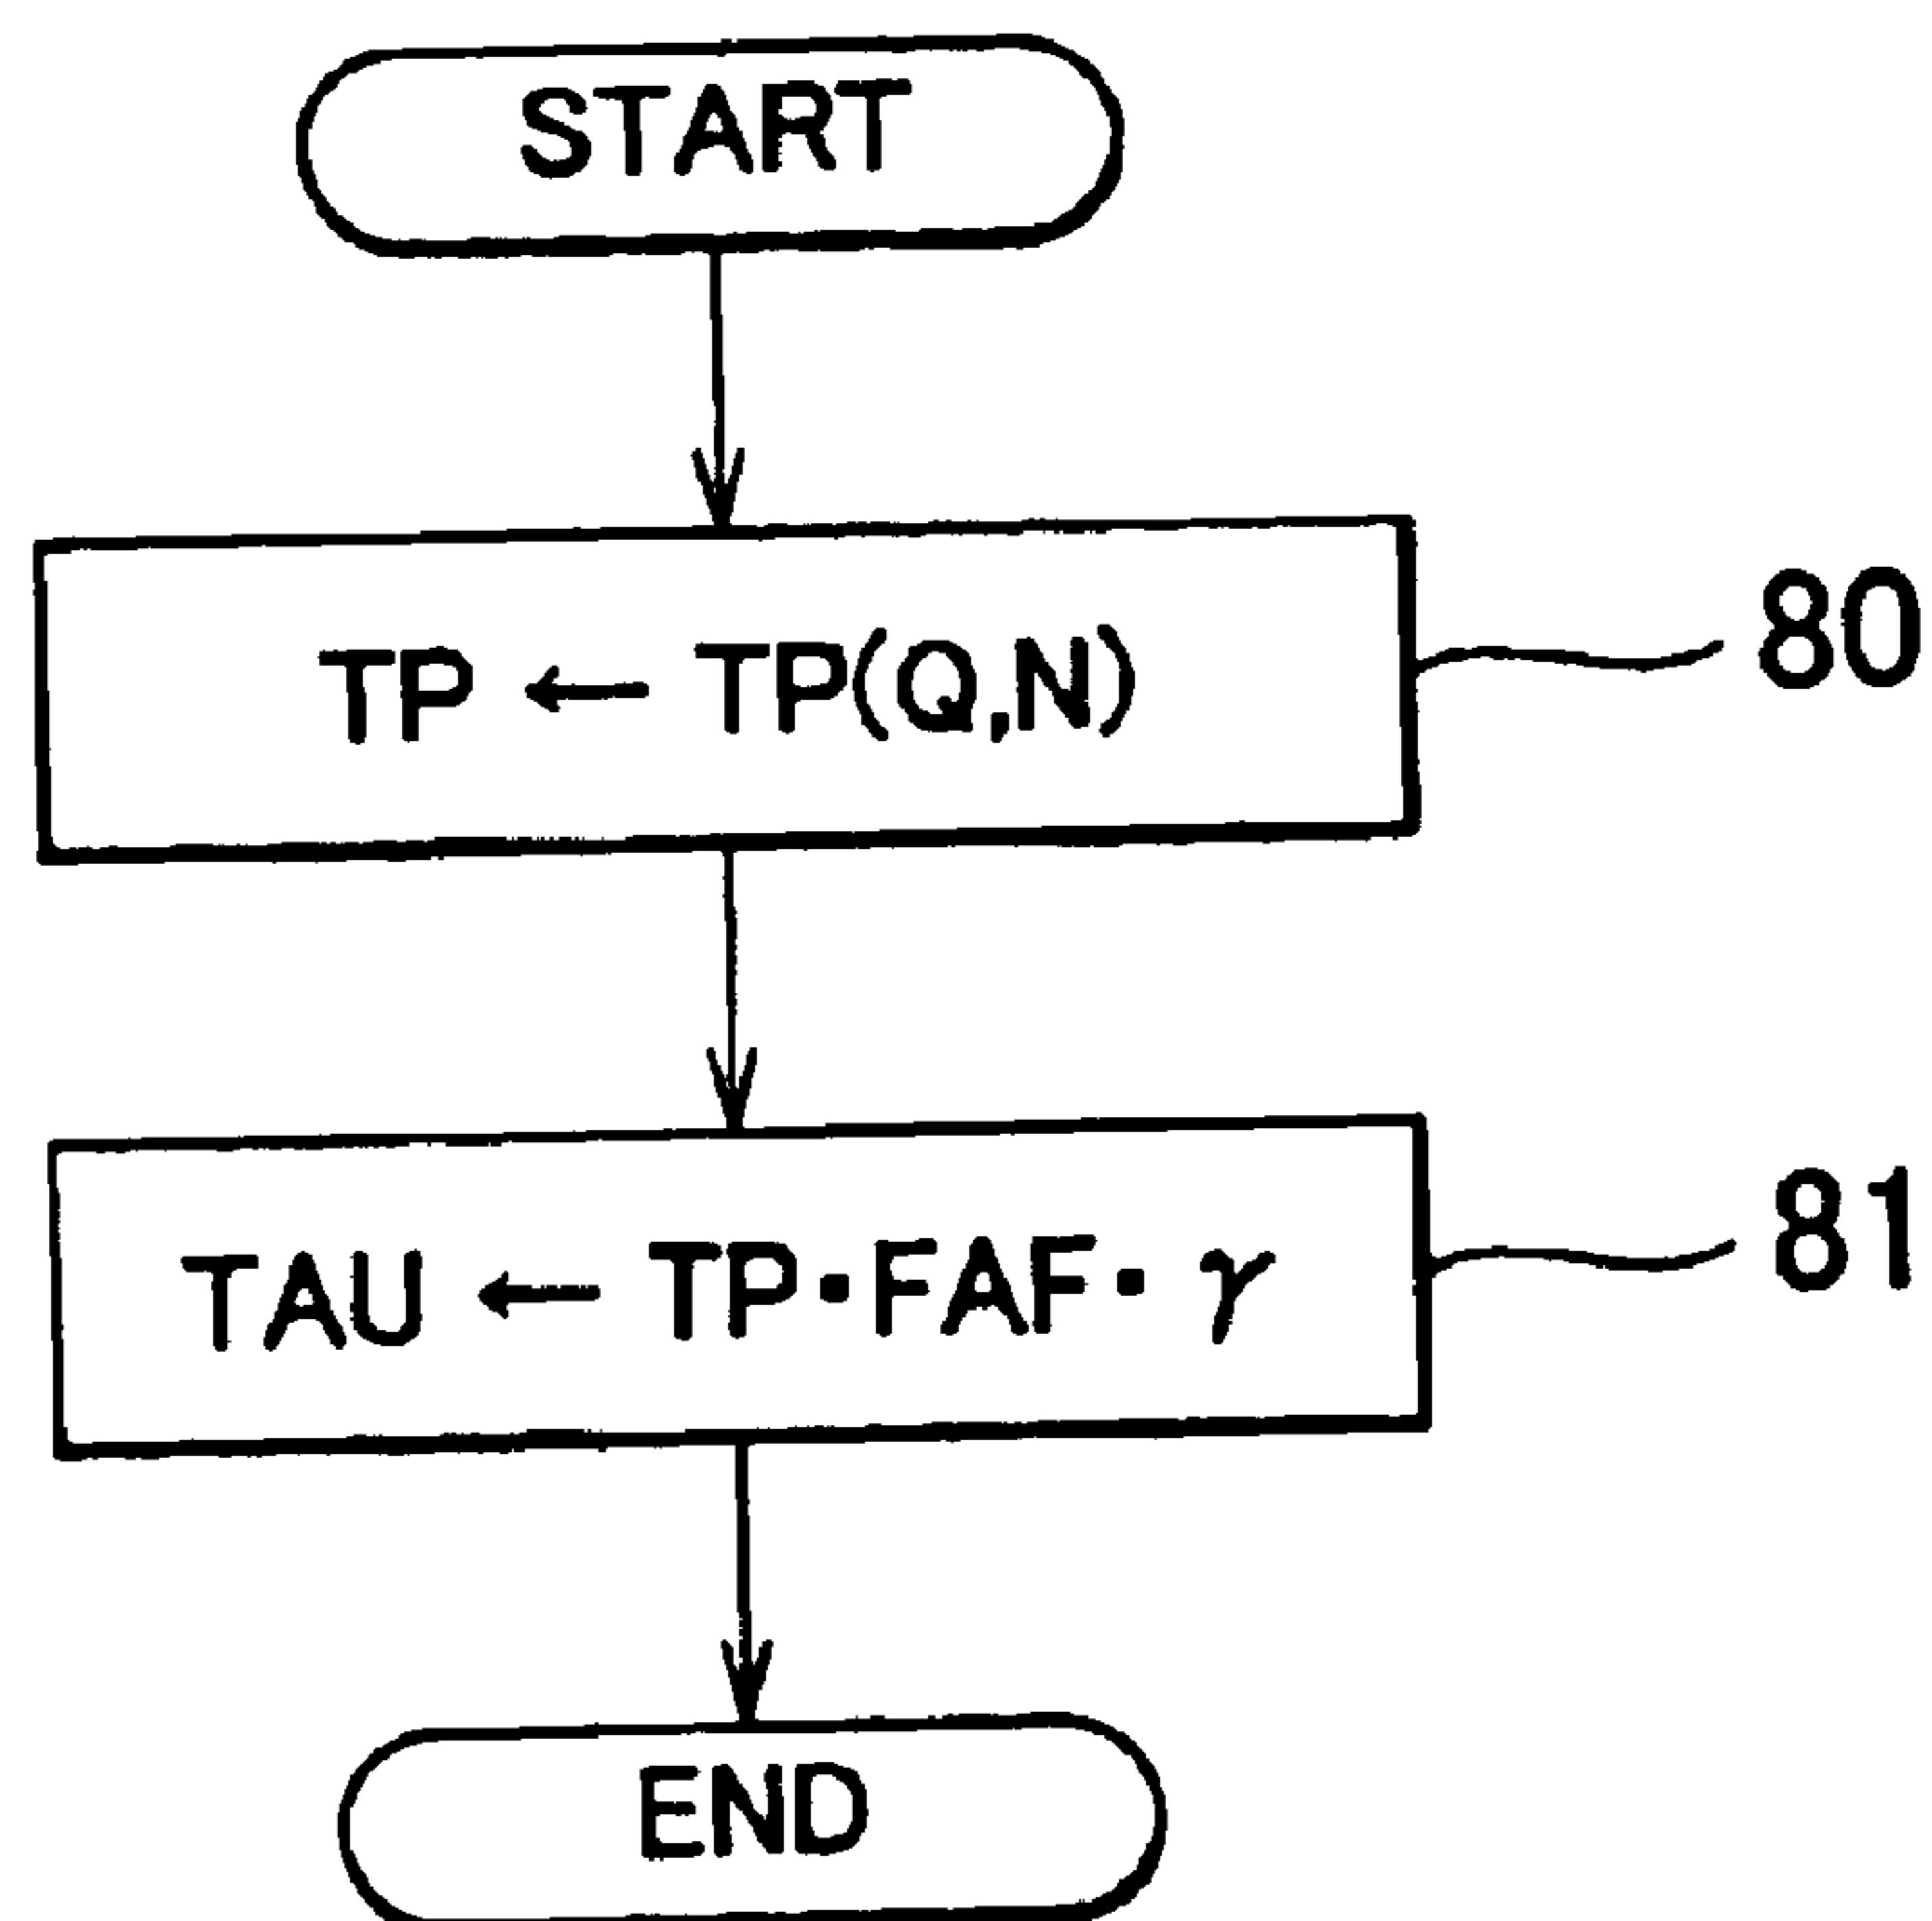 START
TP ← TP(Q,N)
80
TAU ← TP·FAF·γ
81
END